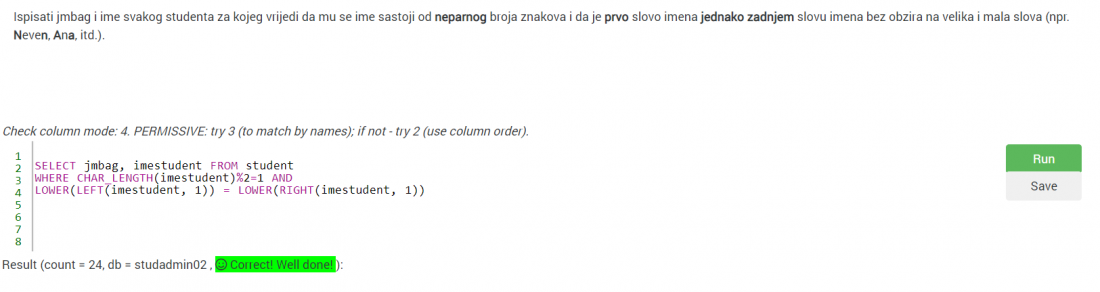 Ispisati jmbag i ime svakog studenta za kojeg vrijedi da mu se ime sastoji od neparnog broja znakova i da je prvo slovo imena jednako zadnjem slovu imena bez obzira na velika i mala slova (npr.
Neven, Ana, itd.).
Check column mode: 4. PERMISSIVE: try 3 (to match by names); if not - try 2 (use column order).
1
2 SELECT jmbag, imestudent FROM student
3 WHERE CHAR_LENGTH(imestudent)%2=1 AND
4 LOWER(LEFT(imestudent, 1)) = LOWER(RIGHT(imestudent, 1))
5
6
7
8
Run
Save
Result (count = 24, db = studadmin02 , Correct! Well done! ):